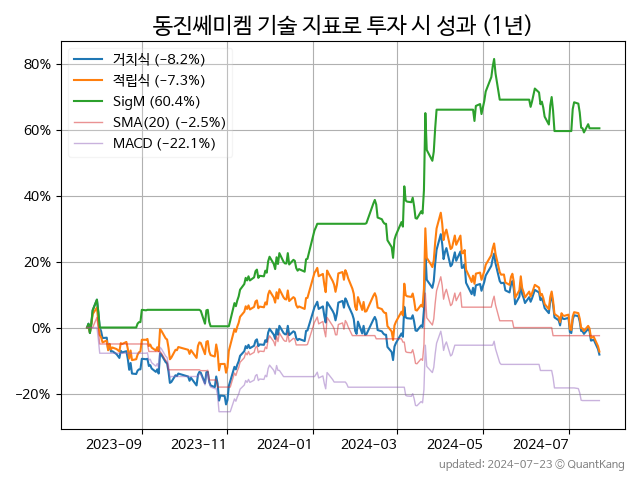 동진쎄미켐 기술 지표로 투자 시 성과 (1년)
거치식 (−8.2%)
적립식 (−7.3%)
SigM (60.4%)
SMA(20) (−2.5%)
MACD (−22.1%)
80%
60%
40%
20%
0%
−20%
2023-09 2023-11 2024-01 2024-03 2024-05 2024-07
updated: 2024-07-23 © QuantKang